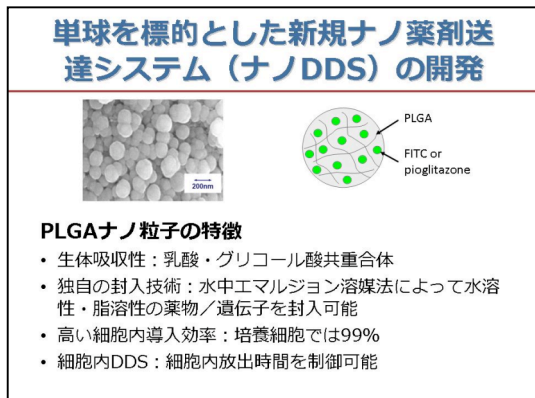 単球を標的とした新規ナノ薬剤送
達システム（ナノDDS）の開発
200nm
PLGA
FITC or
pioglitazone
PLGAナノ粒子の特徴
• 生体吸収性：乳酸・グリコール酸共重合体
• 独自の封入技術：水中エマルジョン溶媒法によって水溶
性・脂溶性の薬物／遺伝子を封入可能
• 高い細胞内導入効率：培養細胞では99%
• 細胞内DDS：細胞内放出時間を制御可能